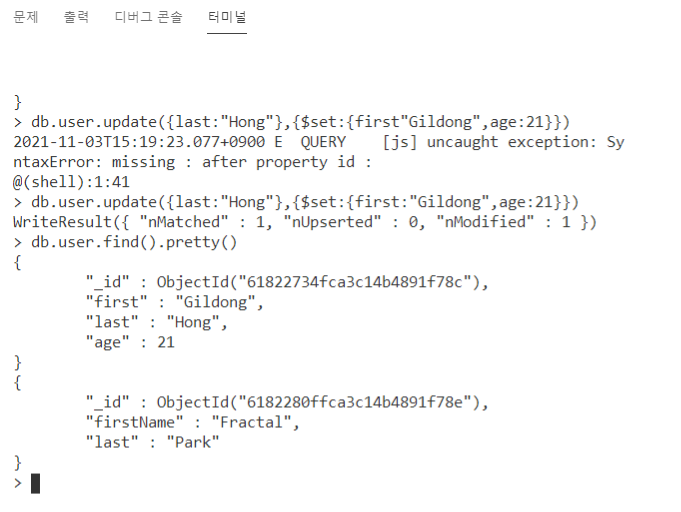 문제 출력 디버그 콘솔 터미널
}
> db.user.update({last:"Hong"},{$set:{first"Gildong",age:21}})
2021-11-03T15:19:23.077+0900 E  QUERY    [js] uncaught exception: Sy
ntaxError: missing : after property id :
@(shell):1:41
> db.user.update({last:"Hong"},{$set:{first:"Gildong",age:21}})
WriteResult({ "nMatched" : 1, "nUpserted" : 0, "nModified" : 1 })
> db.user.find().pretty()
{
        "_id" : ObjectId("61822734fca3c14b4891f78c"),
        "first" : "Gildong",
        "last" : "Hong",
        "age" : 21
}
{
        "_id" : ObjectId("6182280ffca3c14b4891f78e"),
        "firstName" : "Fractal",
        "last" : "Park"
}
>